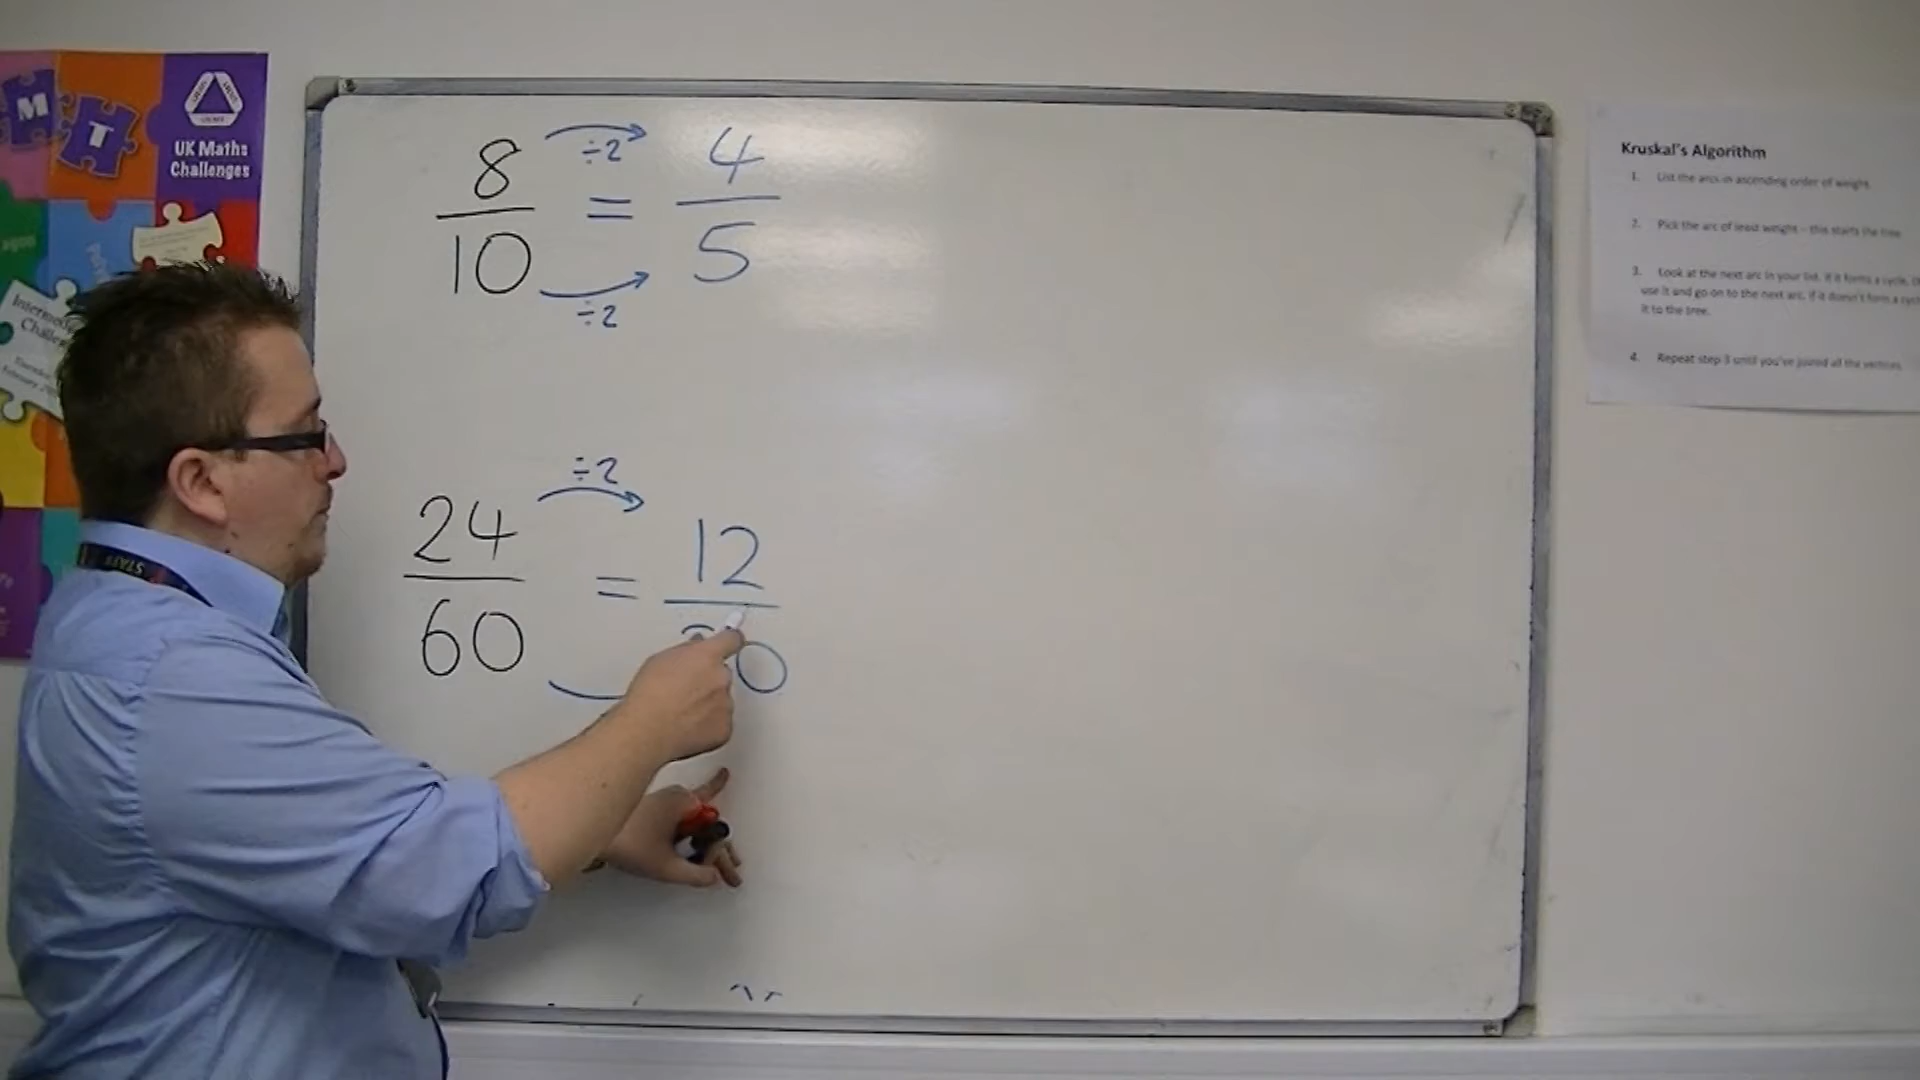 M
T
UK Maths
Challenges
STAFF
8/10 = 4/5
÷2
÷2
24/60 = 12/
÷2
Kruskal's Algorithm
1. List the arcs in ascending order of weight.
2. Pick the arc of least weight – this starts the tree
3. Look at the next arc in your list. If it forms a cycle,
use it and go on to the next arc. If it doesn't form a
it to the tree.
4. Repeat step 3 until you've joined all the vertices.